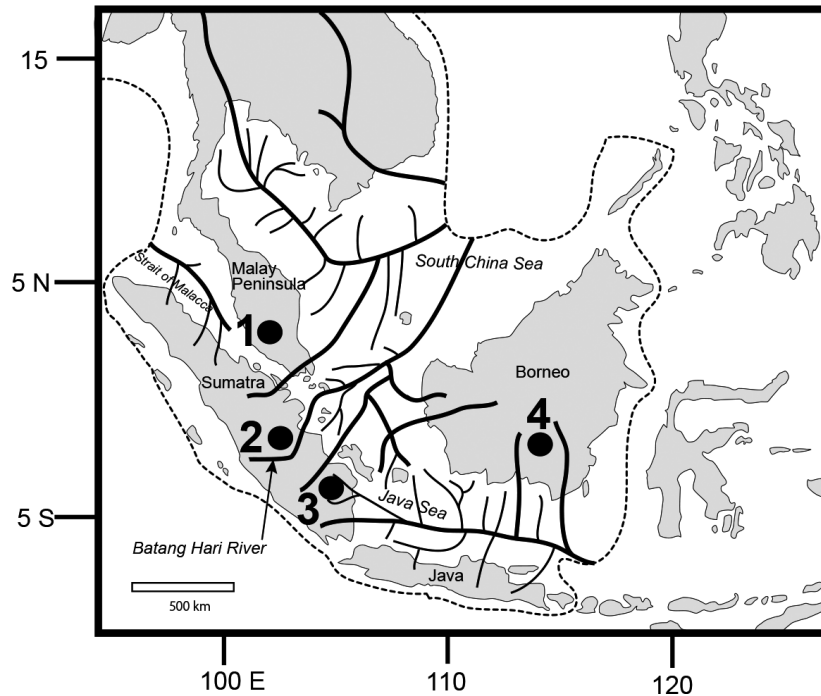 15
South China Sea
5 N
Strait of Malacca
Malay
Peninsula
1
Sumatra
Borneo
2
4
3
Java Sea
5 S
Batang Hari River
Java
500 km
100 E
110
120